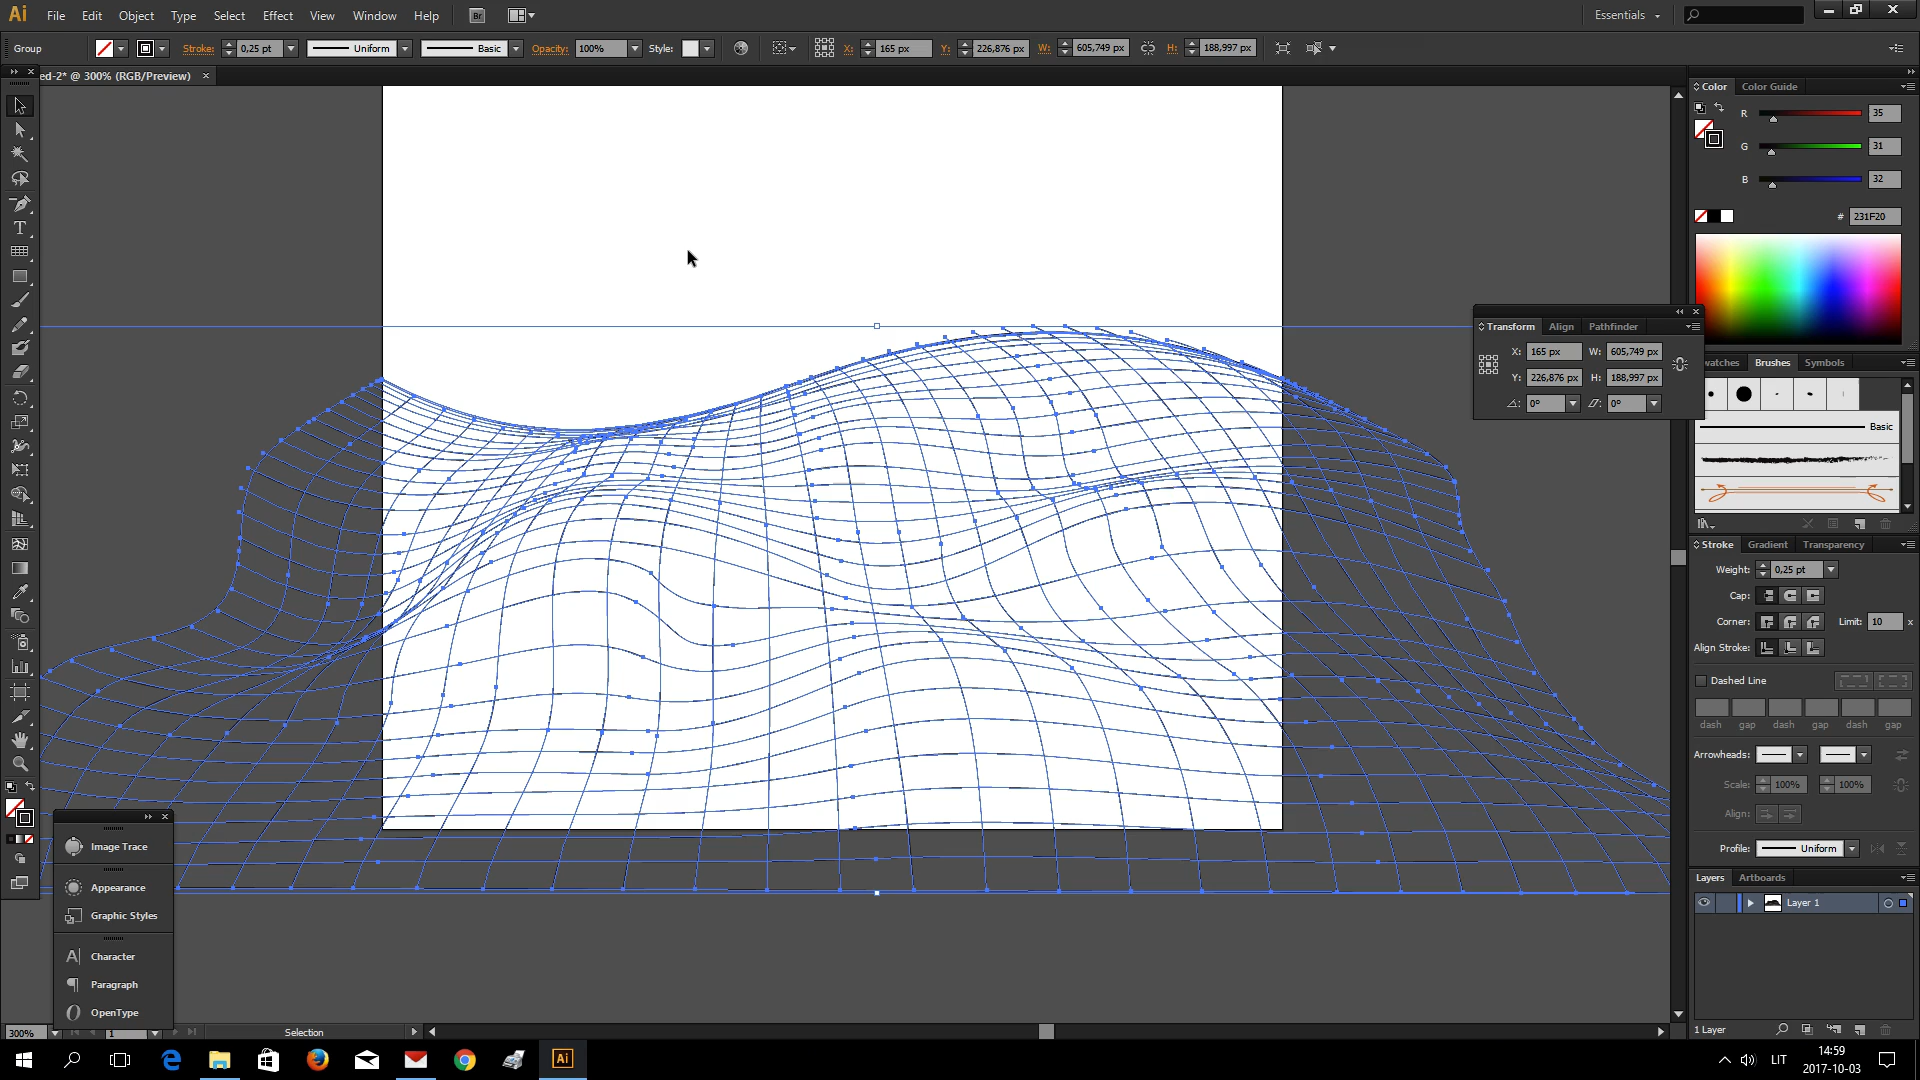 Ai File Edit Object Type Select Effect View Window Help Br Essentials
Group Stroke: 0,25 pt Uniform Basic Opacity: 100% Style: X: 165 px Y: 226,876 px W: 605,749 px H: 188,997 px
ed-2* @ 300% (RGB/Preview)
Color Color Guide
R 35
G 31
B 32
# 231F20
Transform Align Pathfinder
X: 165 px W: 605,749 px
Y: 226,876 px H: 188,997 px
0° 0°
watches Brushes Symbols
Basic
Stroke Gradient Transparency
Weight: 0,25 pt
Cap:
Corner: Limit: 10 x
Align Stroke:
Dashed Line
dash gap dash gap dash gap
Arrowheads:
Scale: 100% 100%
Align:
Profile: Uniform
Layers Artboards
Layer 1
1 Layer
Image Trace
Appearance
Graphic Styles
Character
Paragraph
OpenType
300% 1 Selection
Ai LIT 14:59
2017-10-03